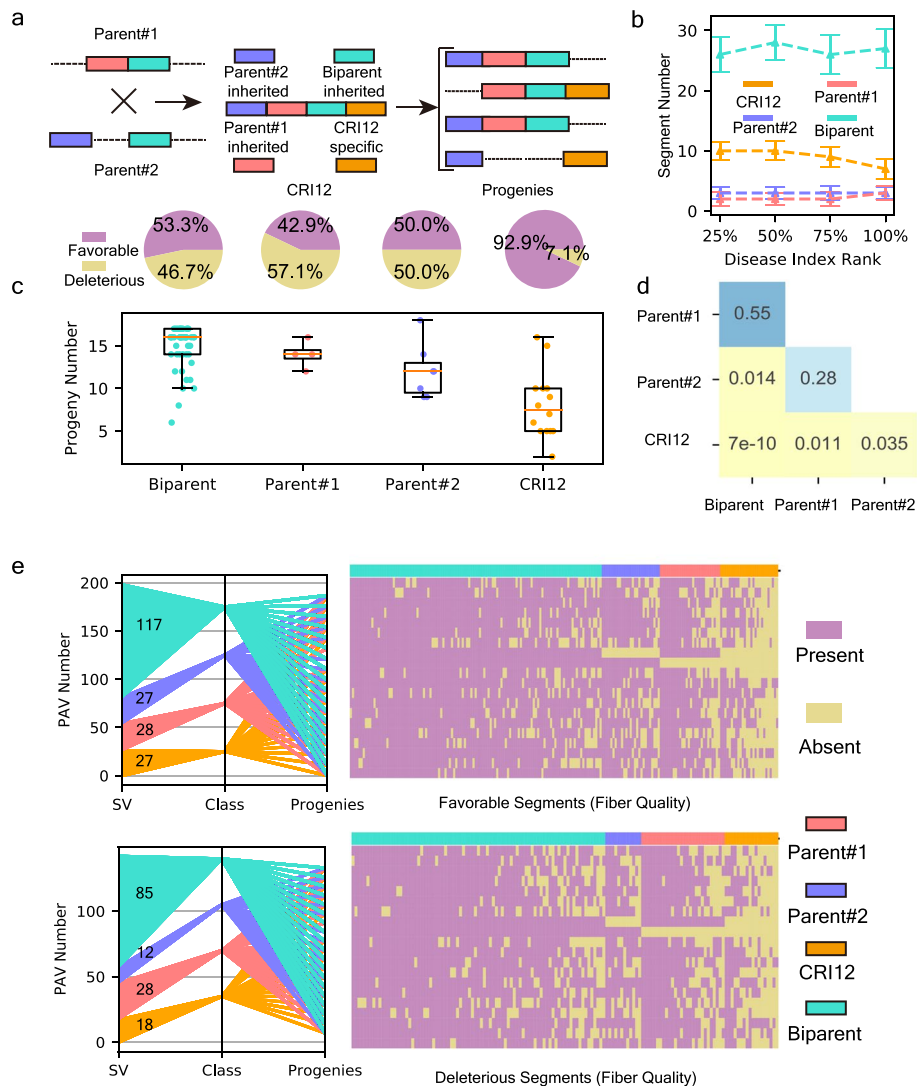 a
Parent#1
Parent#2
Parent#2
inherited
Biparent
inherited
Parent#1
inherited
CRI12
specific
CRI12
Progenies
b
Segment Number
30
20
10
0
CRI12
Parent#1
Parent#2
Biparent
25%
50%
75%
100%
Disease Index Rank
Favorable
Deleterious
53.3%
46.7%
42.9%
57.1%
50.0%
50.0%
92.9%
7.1%
c
Progeny Number
15
10
5
Biparent
Parent#1
Parent#2
CRI12
d
Parent#1
0.55
Parent#2
0.014
0.28
CRI12
7e-10
0.011
0.035
Biparent
Parent#1
Parent#2
e
PAV Number
200
150
100
50
0
117
27
28
27
SV
Class
Progenies
Favorable Segments (Fiber Quality)
Present
Absent
PAV Number
100
50
0
85
12
28
18
SV
Class
Progenies
Deleterious Segments (Fiber Quality)
Parent#1
Parent#2
CRI12
Biparent